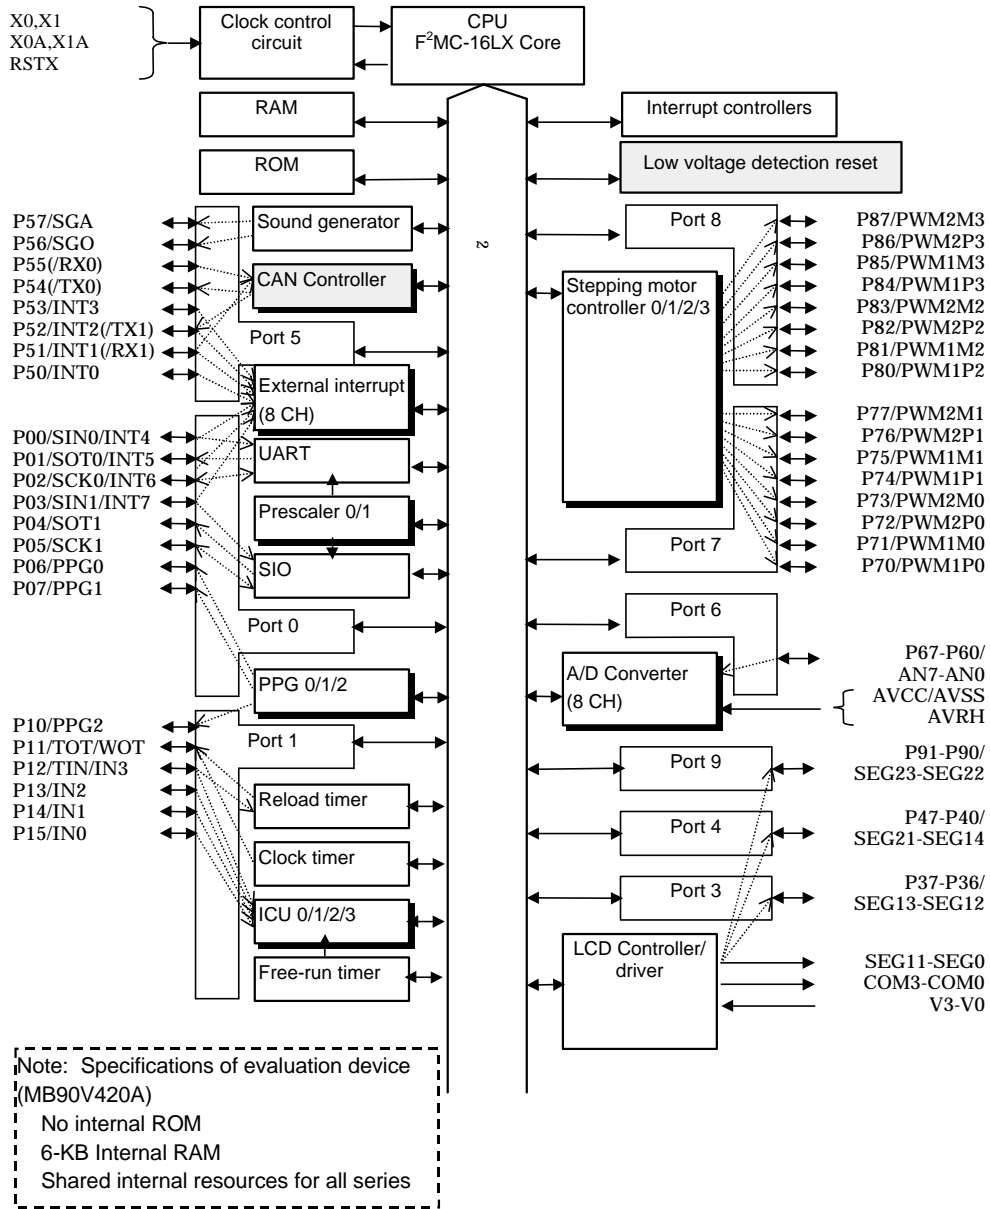 X0,X1
X0A,X1A
RSTX
Clock control
circuit
CPU
F²MC-16LX Core
RAM
ROM
Interrupt controllers
Low voltage detection reset
2
P57/SGA
P56/SGO
P55(/RX0)
P54(/TX0)
P53/INT3
P52/INT2(/TX1)
P51/INT1(/RX1)
P50/INT0
Sound generator
CAN Controller
Port 5
External interrupt
(8 CH)
P00/SIN0/INT4
P01/SOT0/INT5
P02/SCK0/INT6
P03/SIN1/INT7
P04/SOT1
P05/SCK1
P06/PPG0
P07/PPG1
UART
Prescaler 0/1
SIO
Port 0
PPG 0/1/2
P10/PPG2
P11/TOT/WOT
P12/TIN/IN3
P13/IN2
P14/IN1
P15/IN0
Port 1
Reload timer
Clock timer
ICU 0/1/2/3
Free-run timer
Port 8
Stepping motor
controller 0/1/2/3
P87/PWM2M3
P86/PWM2P3
P85/PWM1M3
P84/PWM1P3
P83/PWM2M2
P82/PWM2P2
P81/PWM1M2
P80/PWM1P2
P77/PWM2M1
P76/PWM2P1
P75/PWM1M1
P74/PWM1P1
P73/PWM2M0
P72/PWM2P0
P71/PWM1M0
P70/PWM1P0
Port 7
Port 6
A/D Converter
(8 CH)
P67-P60/
AN7-AN0
AVCC/AVSS
AVRH
Port 9
P91-P90/
SEG23-SEG22
Port 4
P47-P40/
SEG21-SEG14
Port 3
P37-P36/
SEG13-SEG12
LCD Controller/
driver
SEG11-SEG0
COM3-COM0
V3-V0
Note: Specifications of evaluation device
(MB90V420A)
No internal ROM
6-KB Internal RAM
Shared internal resources for all series